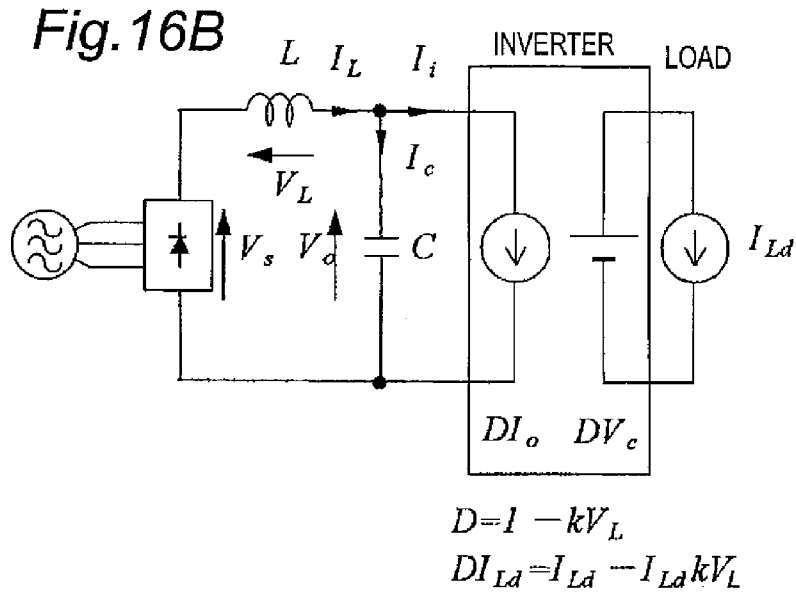 Fig.16B
INVERTER
LOAD
L
I_L
I_i
I_c
V_L
V_s
V_o
C
I_Ld
DI_o
DV_c
D=1−kV_L
DI_Ld=I_Ld−I_Ld kV_L